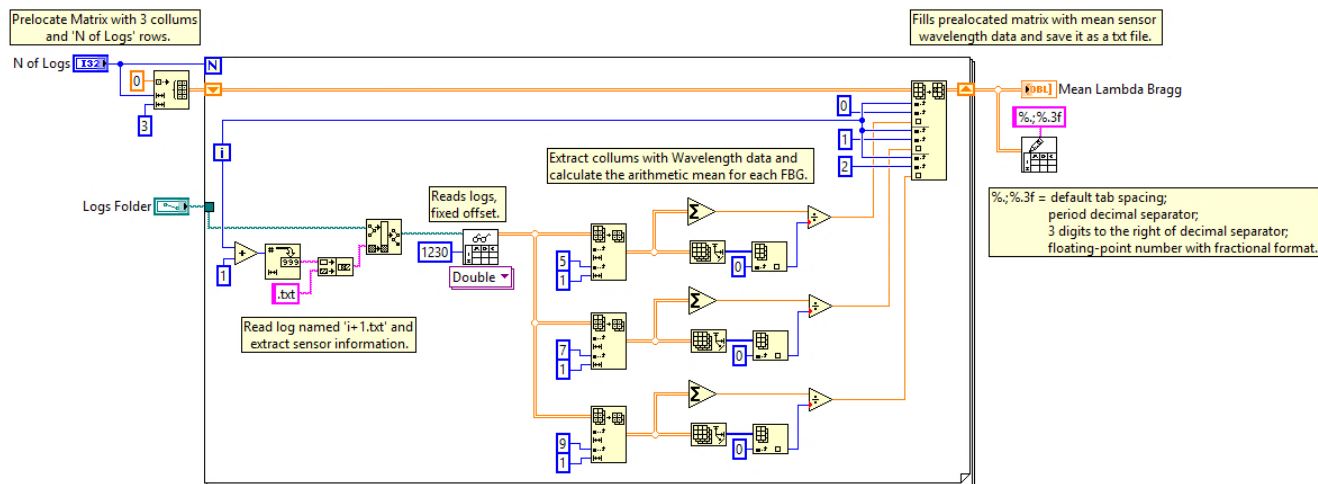 Prelocate Matrix with 3 collums
and 'N of Logs' rows.
Fills prealocated matrix with mean sensor
wavelength data and save it as a txt file.
N of Logs
I32
N
0
3
DBL
Mean Lambda Bragg
%.;%.3f
0
1
2
i
Extract collums with Wavelength data and
calculate the arithmetic mean for each FBG.
Logs Folder
Reads logs,
fixed offset.
%.;%.3f = default tab spacing;
period decimal separator;
3 digits to the right of decimal separator;
floating-point number with fractional format.
1
999
.txt
1230
Double
5
1
0
Read log named 'i+1.txt' and
extract sensor information.
7
1
0
9
1
0